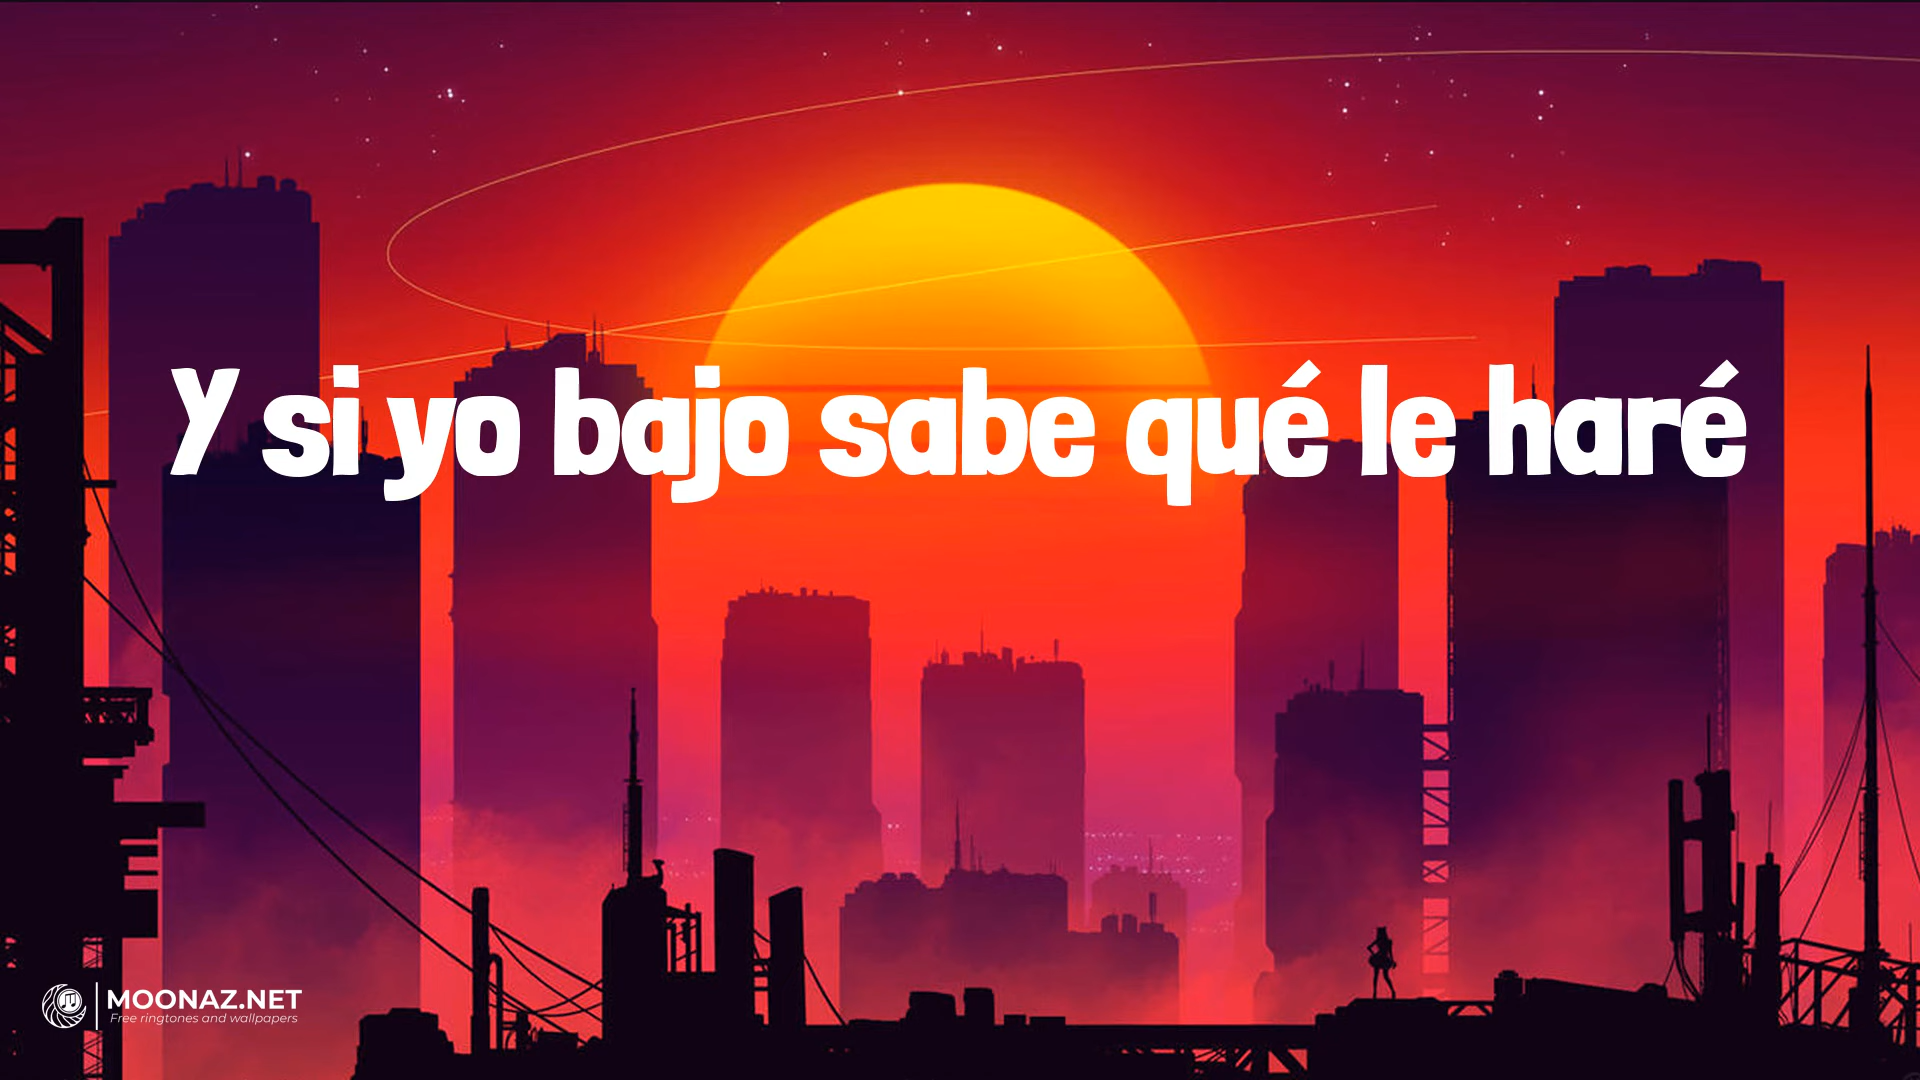 Y si yo bajo sabe qué le haré
MOONAZ.NET
Free ringtones and wallpapers